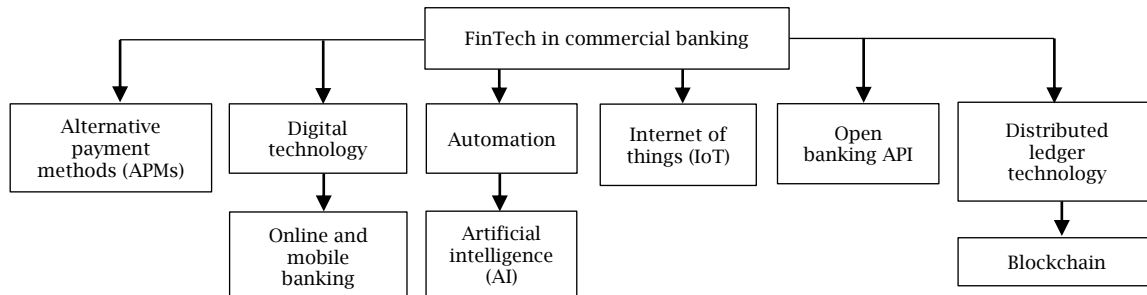 FinTech in commercial banking
Alternative
payment
methods (APMs)
Digital
technology
Automation
Internet of
things (IoT)
Open
banking API
Distributed
ledger
technology
Online and
mobile
banking
Artificial
intelligence
(AI)
Blockchain